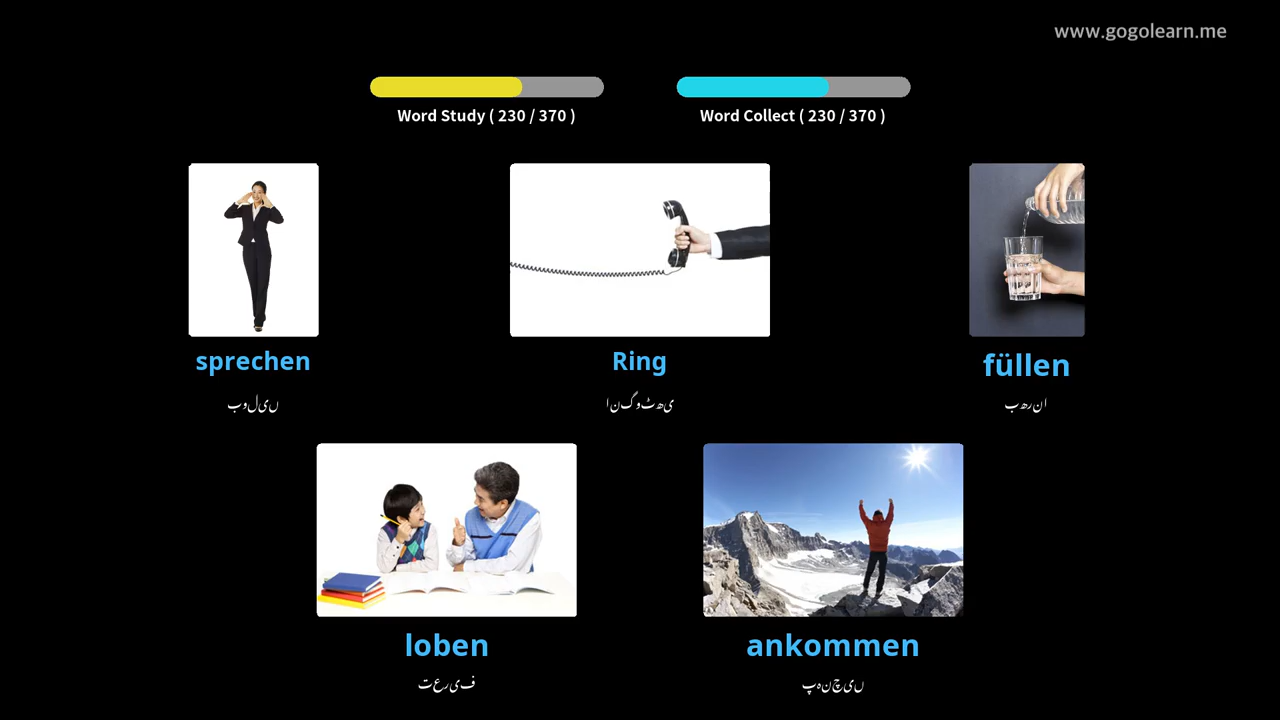 www.gogolearn.me
Word Study ( 230 / 370 )
Word Collect ( 230 / 370 )
sprechen
بولیں
Ring
انگوٹھی
füllen
بھرنا
loben
تعریف
ankommen
پہنچیں